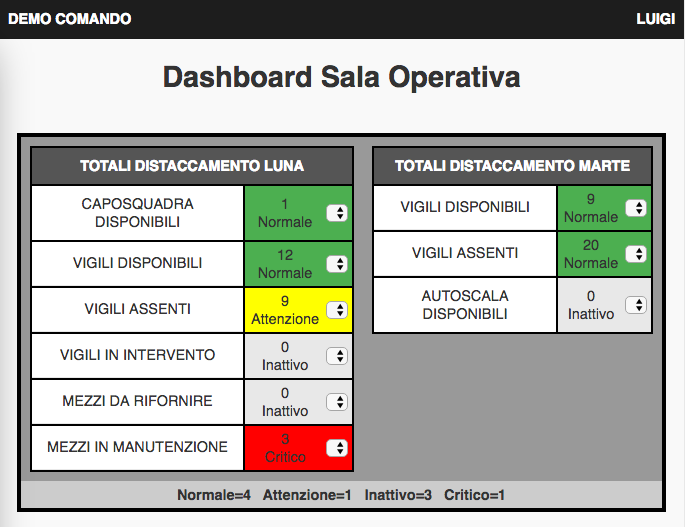 DEMO COMANDO
LUIGI
Dashboard Sala Operativa
TOTALI DISTACCAMENTO LUNA
CAPOSQUADRA
DISPONIBILI
1
Normale
VIGILI DISPONIBILI
12
Normale
VIGILI ASSENTI
9
Attenzione
VIGILI IN INTERVENTO
0
Inattivo
MEZZI DA RIFORNIRE
0
Inattivo
MEZZI IN MANUTENZIONE
3
Critico
TOTALI DISTACCAMENTO MARTE
VIGILI DISPONIBILI
9
Normale
VIGILI ASSENTI
20
Normale
AUTOSCALA
DISPONIBILI
0
Inattivo
Normale=4 Attenzione=1 Inattivo=3 Critico=1